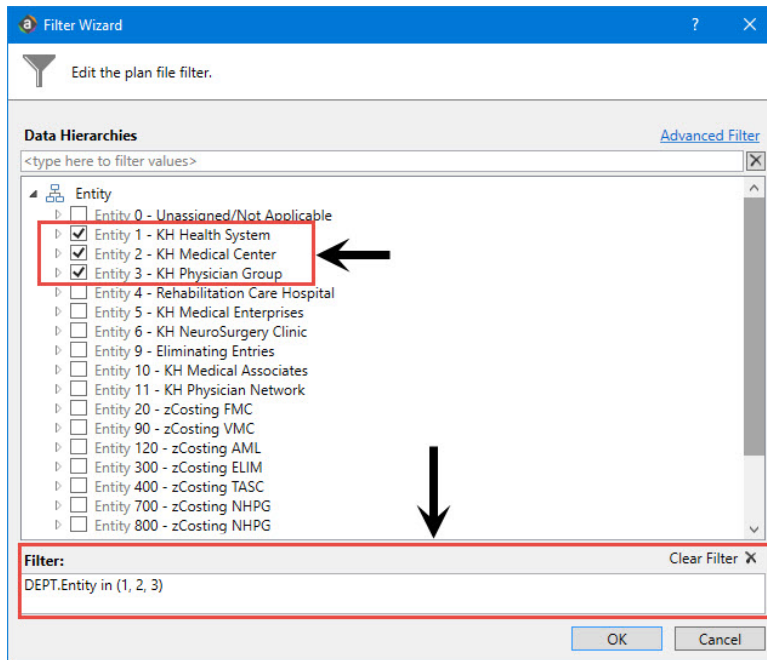 Filter Wizard
Edit the plan file filter.
Data Hierarchies
Advanced Filter
<type here to filter values>
Entity
Entity 0 - Unassigned/Not Applicable
Entity 1 - KH Health System
Entity 2 - KH Medical Center
Entity 3 - KH Physician Group
Entity 4 - Rehabilitation Care Hospital
Entity 5 - KH Medical Enterprises
Entity 6 - KH NeuroSurgery Clinic
Entity 9 - Eliminating Entries
Entity 10 - KH Medical Associates
Entity 11 - KH Physician Network
Entity 20 - zCosting FMC
Entity 90 - zCosting VMC
Entity 120 - zCosting AML
Entity 300 - zCosting ELIM
Entity 400 - zCosting TASC
Entity 700 - zCosting NHPG
Entity 800 - zCosting NHPG
Filter:
Clear Filter
DEPT.Entity in (1, 2, 3)
OK
Cancel